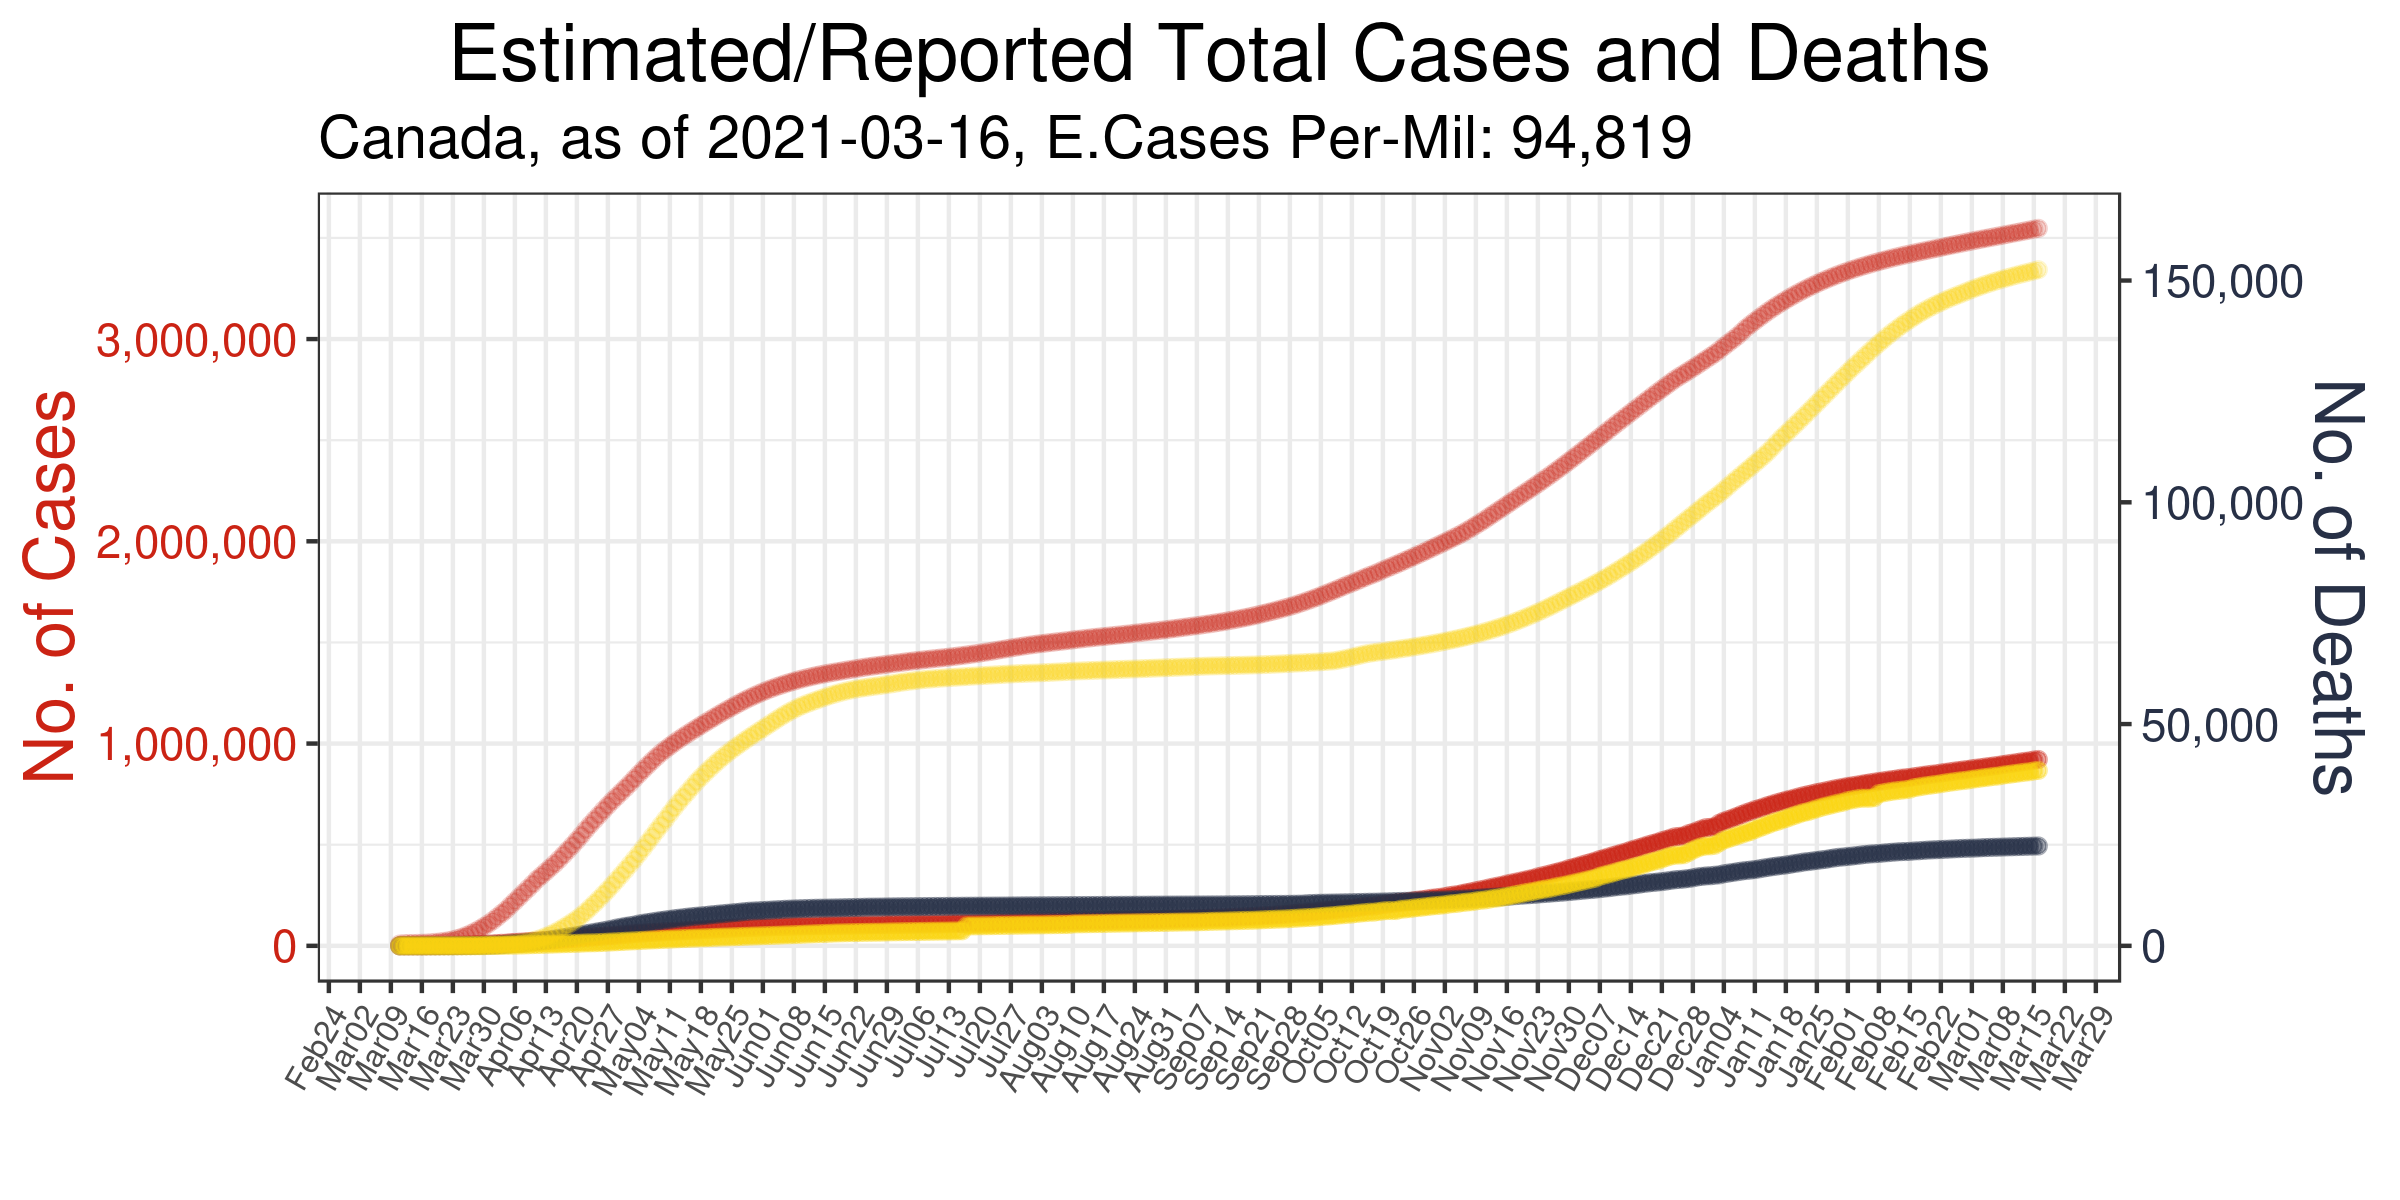 Estimated/Reported Total Cases and Deaths
Canada, as of 2021-03-16, E.Cases Per-Mil: 94,819
No. of Cases
3,000,000
2,000,000
1,000,000
0
150,000
100,000
50,000
0
No. of Deaths
Feb24
Mar02
Mar09
Mar16
Mar23
Mar30
Apr06
Apr13
Apr20
Apr27
May04
May11
May18
May25
Jun01
Jun08
Jun15
Jun22
Jun29
Jul06
Jul13
Jul20
Jul27
Aug03
Aug10
Aug17
Aug24
Aug31
Sep07
Sep14
Sep21
Sep28
Oct05
Oct12
Oct19
Oct26
Nov02
Nov09
Nov16
Nov23
Nov30
Dec07
Dec14
Dec21
Dec28
Jan04
Jan11
Jan18
Jan25
Feb01
Feb08
Feb15
Feb22
Mar01
Mar08
Mar15
Mar22
Mar29